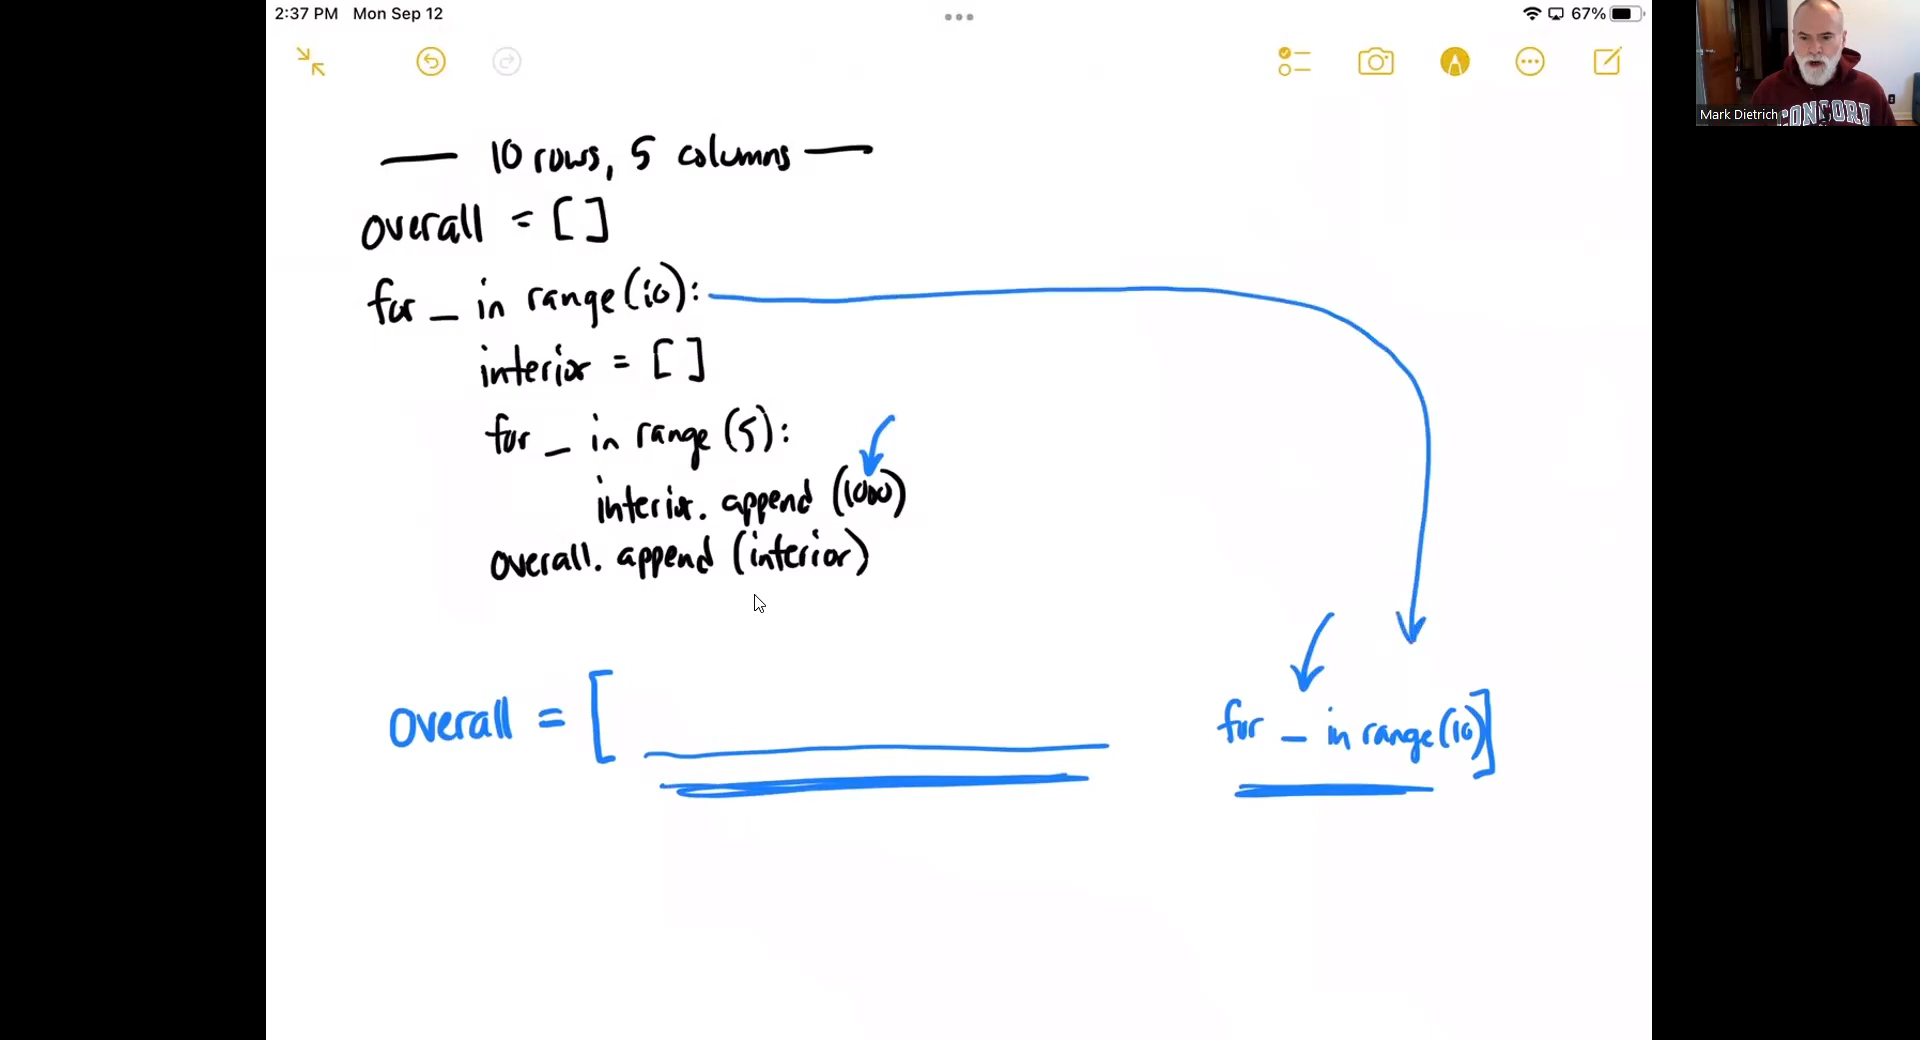 2:37 PM Mon Sep 12
67%
Mark Dietrich
CONCORD
10 rows, 5 columns
overall = []
for _ in range(10):
interior = []
for _ in range(5):
interior.append(1000)
overall.append(interior)
overall = [ for _ in range(10)]